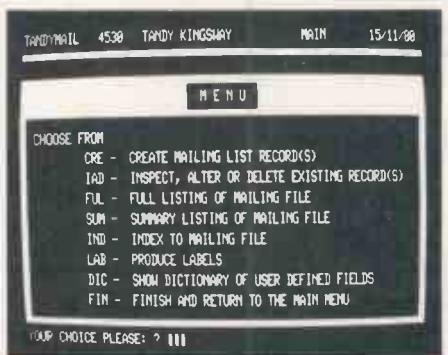 TANDYMAIL 4530 TANDY KINGSWAY MAIN 15/11/80
MENU
CHOOSE FROM
CRE - CREATE MAILING LIST RECORD(S)
IAD - INSPECT, ALTER OR DELETE EXISTING RECORD(S)
FUL - FULL LISTING OF MAILING FILE
SUM - SUMMARY LISTING OF MAILING FILE
IND - INDEX TO MAILING FILE
LAB - PRODUCE LABELS
DIC - SHOW DICTIONARY OF USER DEFINED FIELDS
FIN - FINISH AND RETURN TO THE MAIN MENU
YOUR CHOICE PLEASE: ?